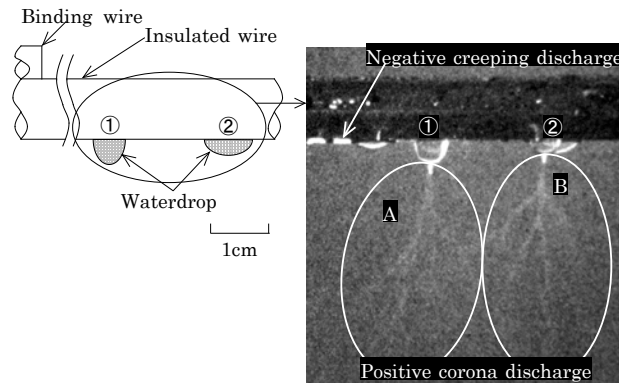 Binding wire
Insulated wire
① ②
Waterdrop
1cm
Negative creeping discharge
① ②
A B
Positive corona discharge